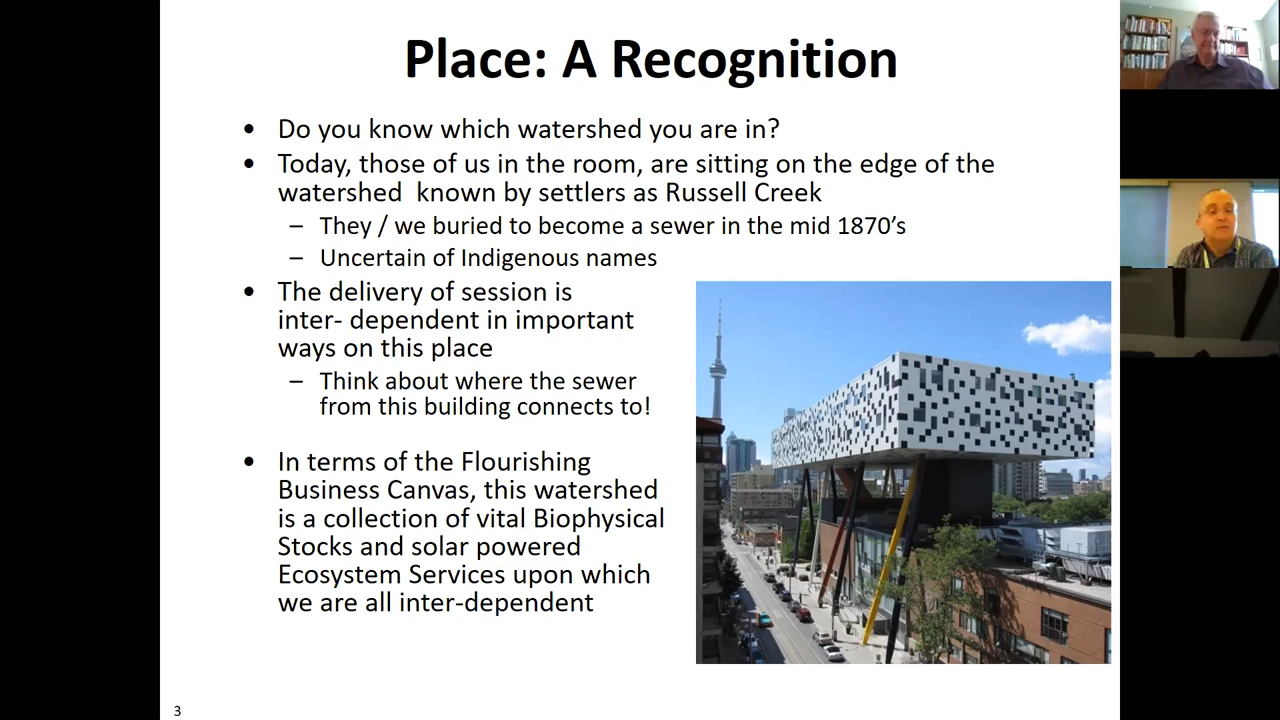 Place: A Recognition
• Do you know which watershed you are in?
• Today, those of us in the room, are sitting on the edge of the
watershed  known by settlers as Russell Creek
– They / we buried to become a sewer in the mid 1870’s
– Uncertain of Indigenous names
• The delivery of session is
inter- dependent in important
ways on this place
– Think about where the sewer
from this building connects to!
• In terms of the Flourishing
Business Canvas, this watershed
is a collection of vital Biophysical
Stocks and solar powered
Ecosystem Services upon which
we are all inter-dependent
3